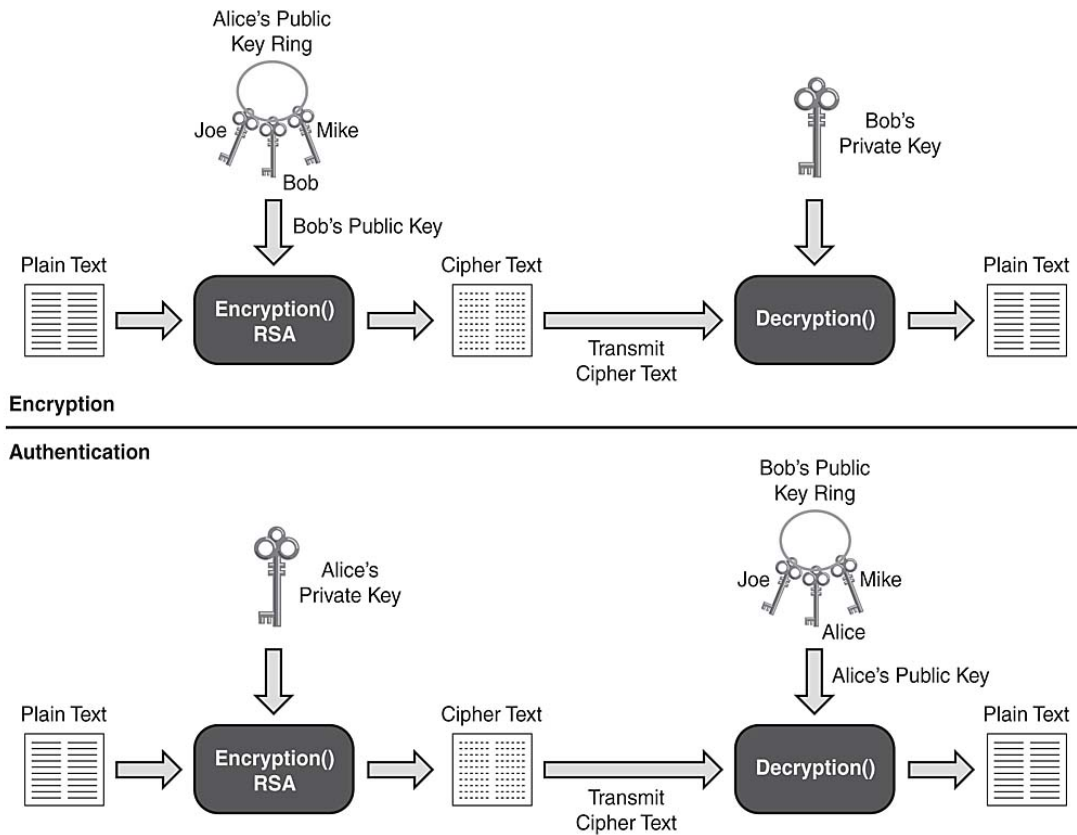 Alice's Public
Key Ring
Joe
Mike
Bob
Bob's Public Key
Bob's
Private Key
Plain Text
Encryption()
RSA
Cipher Text
Transmit
Cipher Text
Decryption()
Plain Text
Encryption
Authentication
Alice's
Private Key
Bob's Public
Key Ring
Joe
Mike
Alice
Alice's Public Key
Plain Text
Encryption()
RSA
Cipher Text
Transmit
Cipher Text
Decryption()
Plain Text